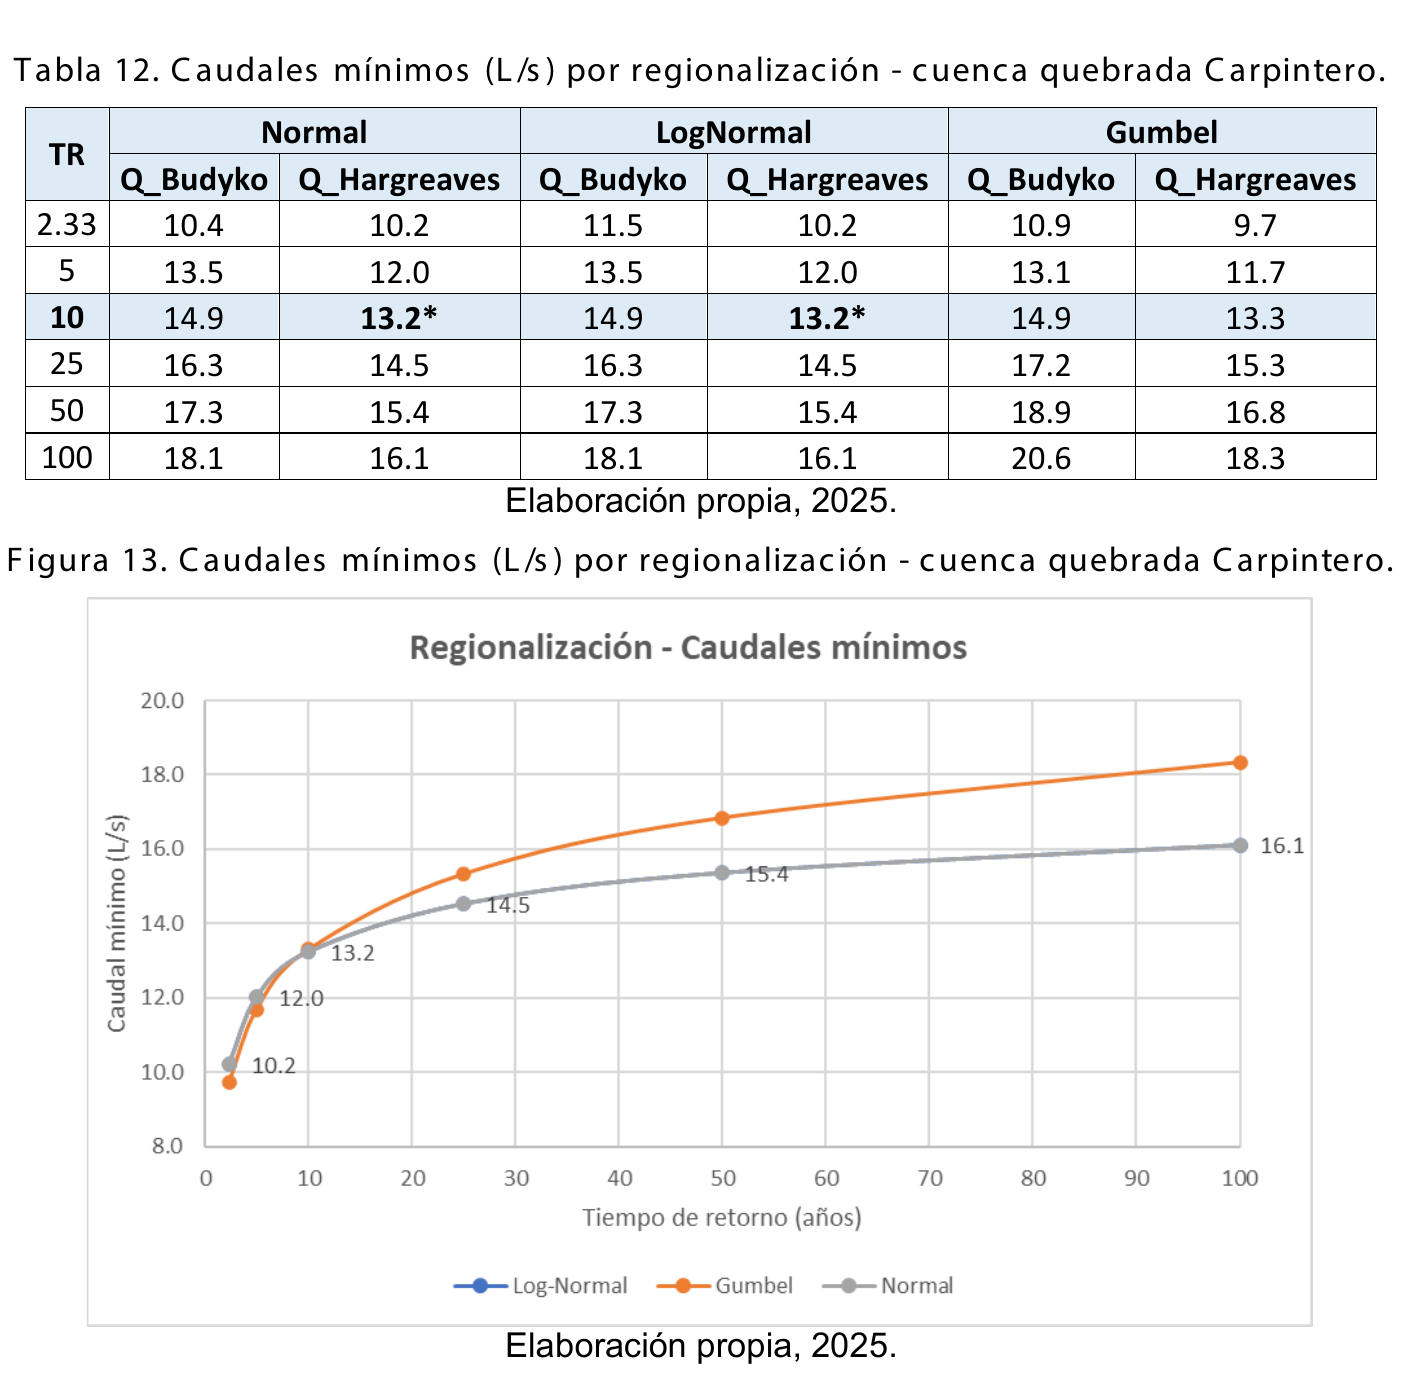 Tabla 12. Caudales mínimos (L/s) por regionalización - cuenca quebrada Carpintero.
TR Normal LogNormal Gumbel
Q_Budyko Q_Hargreaves Q_Budyko Q_Hargreaves Q_Budyko Q_Hargreaves
2.33 10.4 10.2 11.5 10.2 10.9 9.7
5 13.5 12.0 13.5 12.0 13.1 11.7
10 14.9 13.2* 14.9 13.2* 14.9 13.3
25 16.3 14.5 16.3 14.5 17.2 15.3
50 17.3 15.4 17.3 15.4 18.9 16.8
100 18.1 16.1 18.1 16.1 20.6 18.3
Elaboración propia, 2025.
Figura 13. Caudales mínimos (L/s) por regionalización - cuenca quebrada Carpintero.
Regionalización - Caudales mínimos
20.0
18.0
16.0
14.0
12.0
10.0
8.0
Caudal mínimo (L/s)
10.2
12.0
13.2
14.5
15.4
16.1
0 10 20 30 40 50 60 70 80 90 100
Tiempo de retorno (años)
Log-Normal Gumbel Normal
Elaboración propia, 2025.